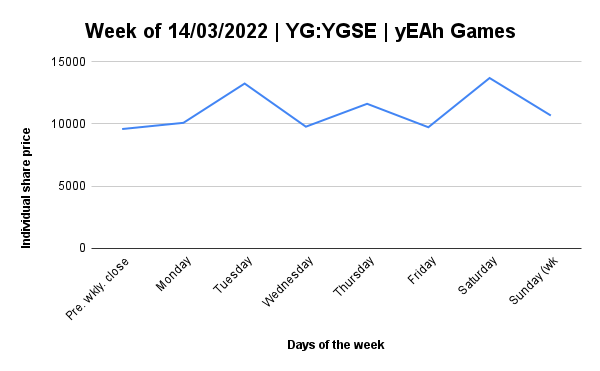 Week of 14/03/2022 | YG:YGSE | yEAh Games
Individual share price
15000
10000
5000
0
Pre. wkly. close
Monday
Tuesday
Wednesday
Thursday
Friday
Saturday
Sunday (wk
Days of the week